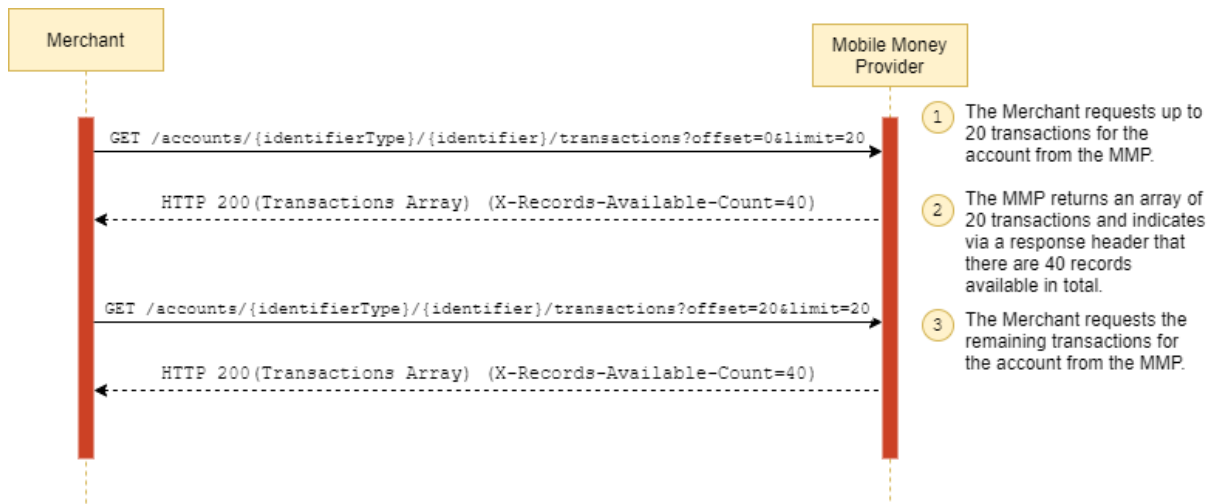 Merchant
Mobile Money
Provider
GET /accounts/{identifierType}/{identifier}/transactions?offset=0&limit=20
1
The Merchant requests up to
20 transactions for the
account from the MMP.
HTTP 200(Transactions Array) (X-Records-Available-Count=40)
2
The MMP returns an array of
20 transactions and indicates
via a response header that
there are 40 records
available in total.
GET /accounts/{identifierType}/{identifier}/transactions?offset=20&limit=20
3
The Merchant requests the
remaining transactions for
the account from the MMP.
HTTP 200(Transactions Array) (X-Records-Available-Count=40)